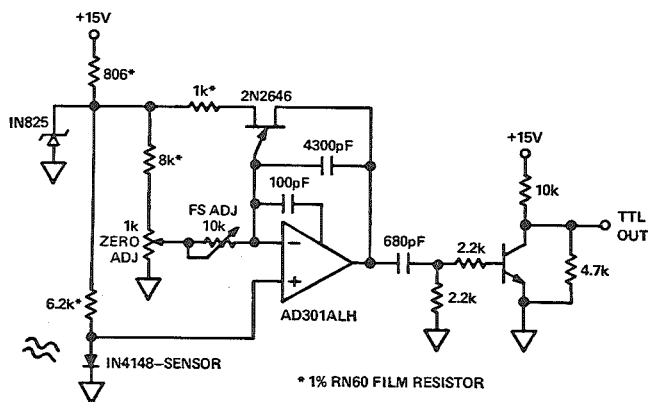 +15V
806*
1k*
2N2646
IN825
8k*
4300pF
+15V
100pF
FS ADJ
10k
10k
1k
ZERO
ADJ
−
+
680pF
2.2k
TTL
OUT
4.7k
6.2k*
2.2k
AD301ALH
IN4148–SENSOR
* 1% RN60 FILM RESISTOR